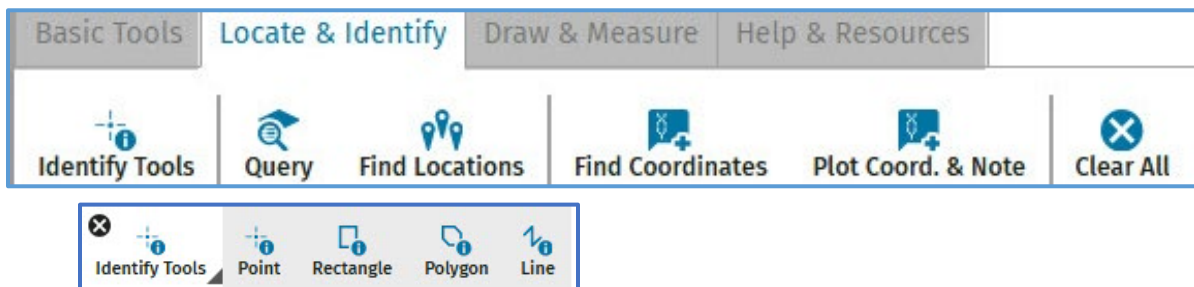 Basic Tools Locate & Identify Draw & Measure Help & Resources
Identify Tools Query Find Locations Find Coordinates Plot Coord. & Note Clear All
Identify Tools Point Rectangle Polygon Line